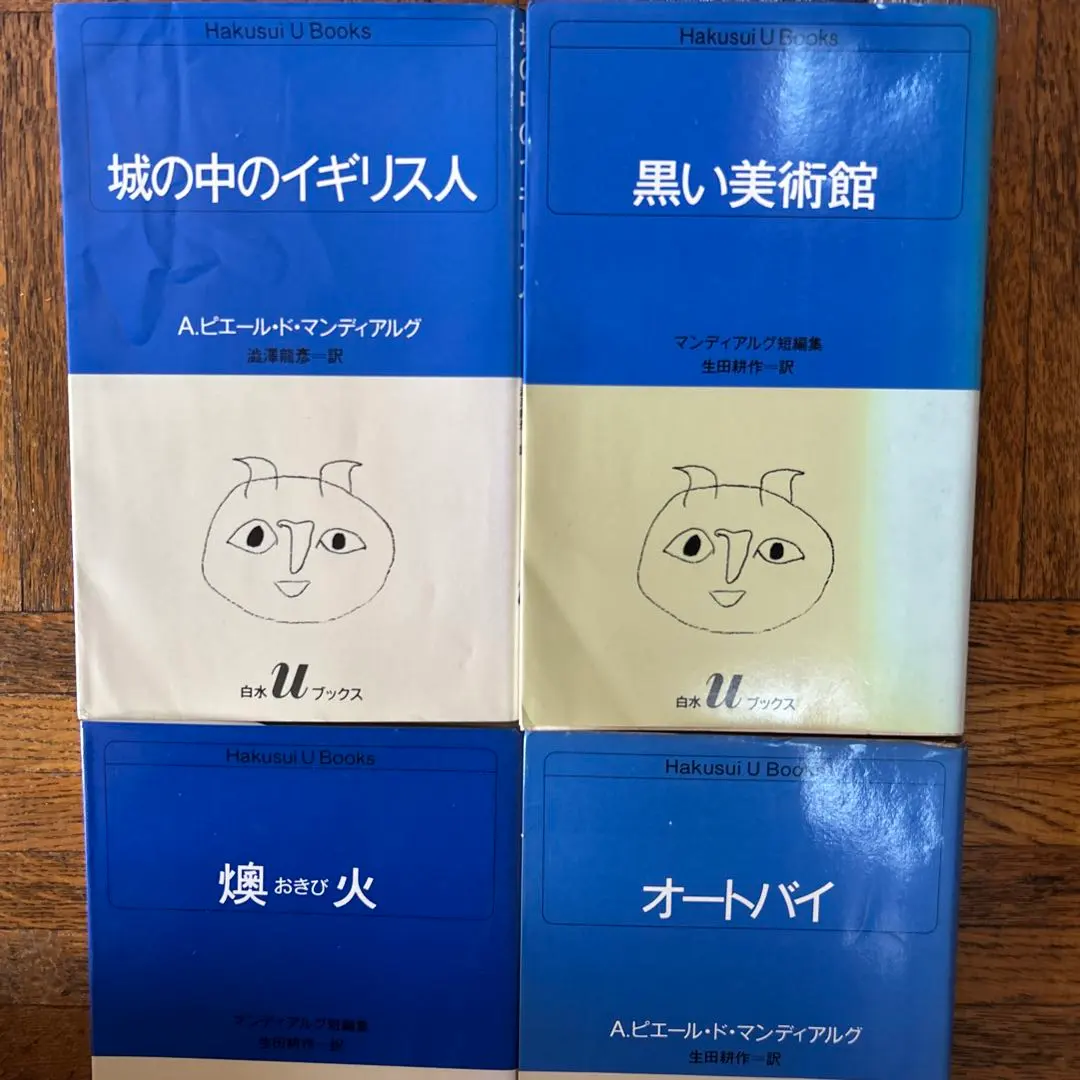 Hakusui U Books
城の中のイギリス人
A.ピエール・ド・マンディアルグ
澁澤龍彦=訳
白水 u ブックス
Hakusui U Books
黒い美術館
マンディアルグ短編集
生田耕作=訳
白水 u ブックス
Hakusui U Books
燠 おきび 火
マンディアルグ短編集
生田耕作=訳
Hakusui U Books
オートバイ
A.ピエール・ド・マンディアルグ
生田耕作=訳